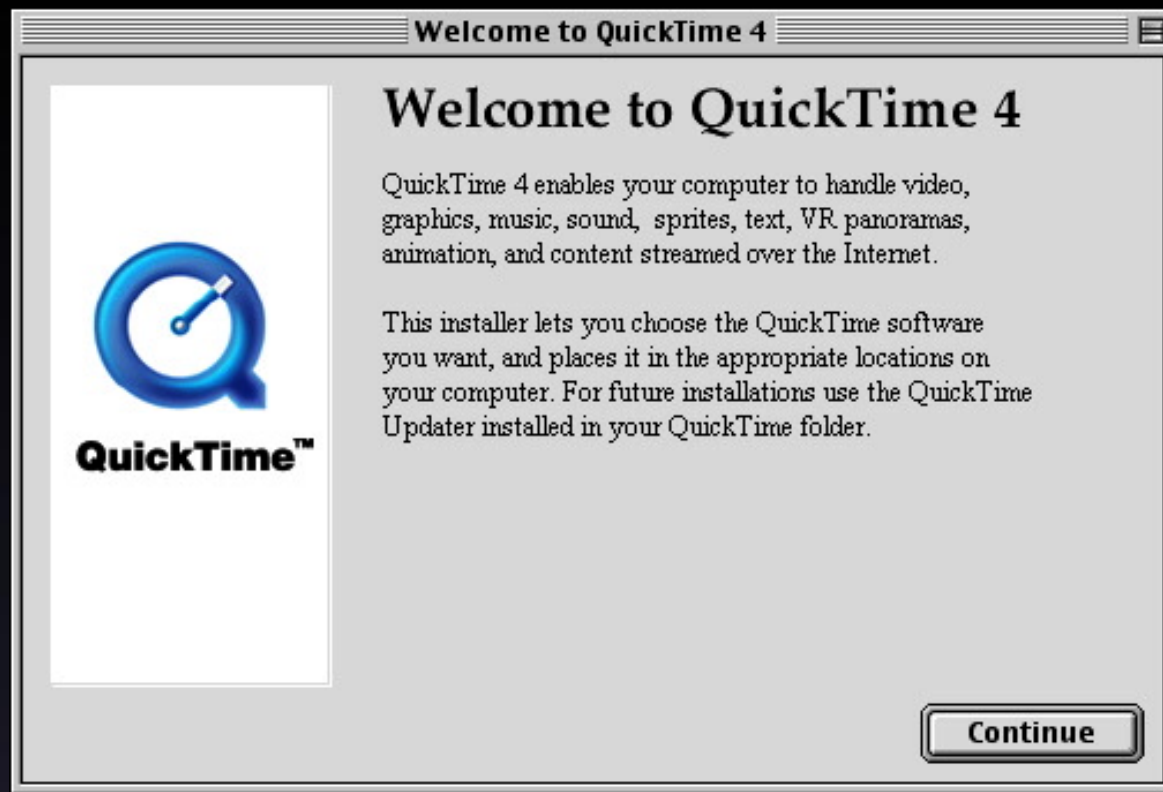 Welcome to QuickTime 4
Welcome to QuickTime 4
QuickTime 4 enables your computer to handle video,
graphics, music, sound,  sprites, text, VR panoramas,
animation, and content streamed over the Internet.
This installer lets you choose the QuickTime software
you want, and places it in the appropriate locations on
your computer. For future installations use the QuickTime
Updater installed in your QuickTime folder.
QuickTime™
Continue